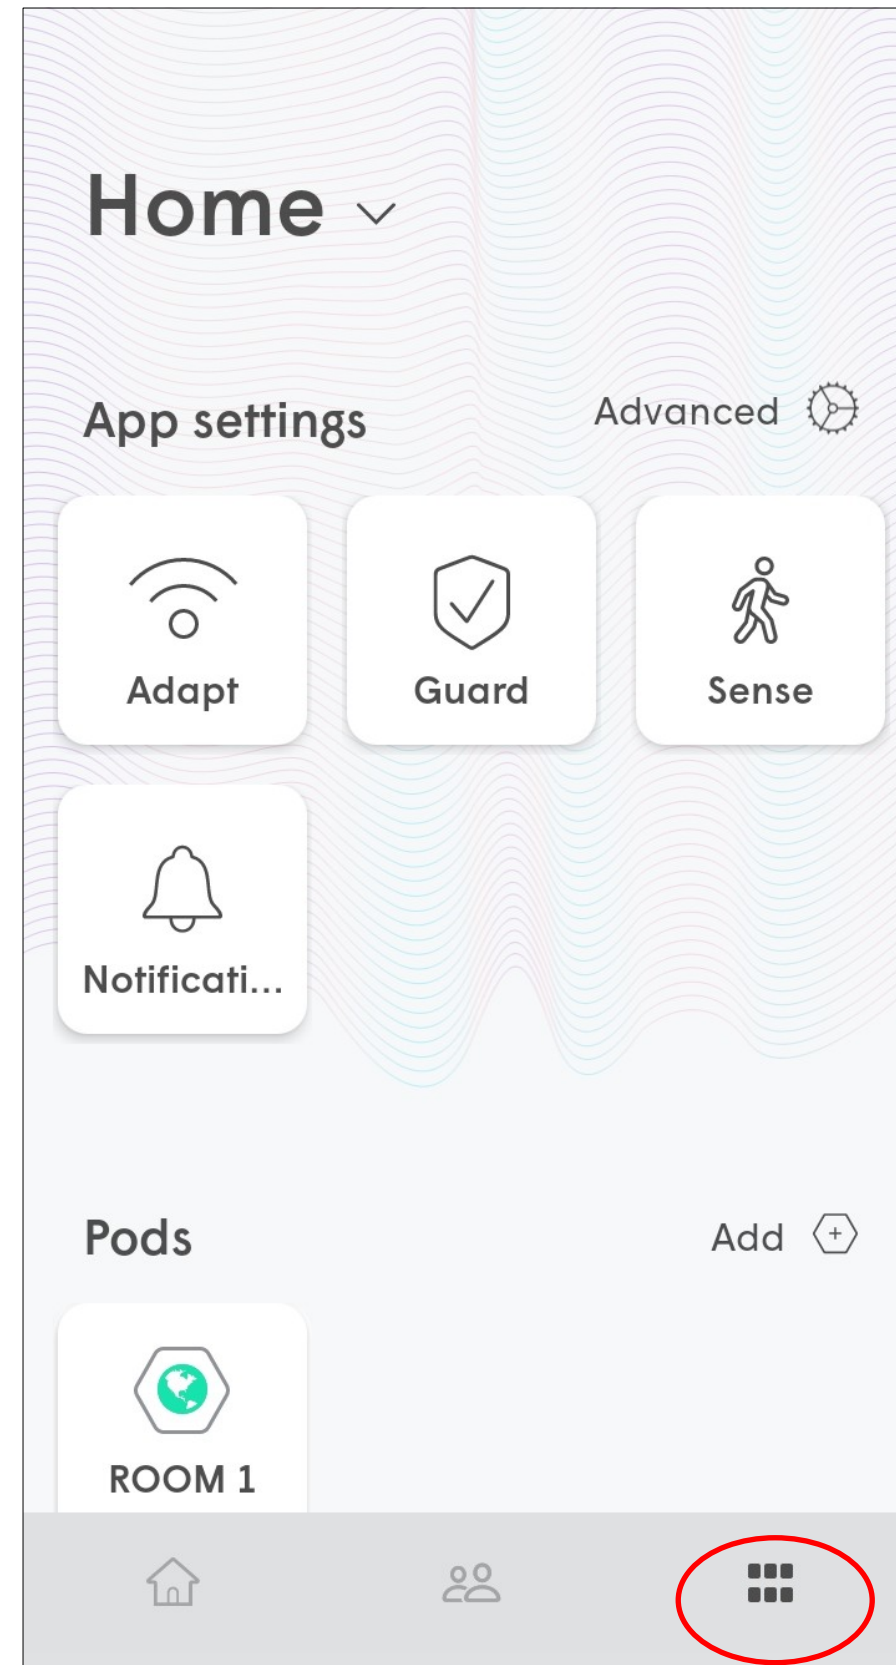 Home
App settings
Advanced
Adapt
Guard
Sense
Notificati...
Pods
Add
ROOM 1